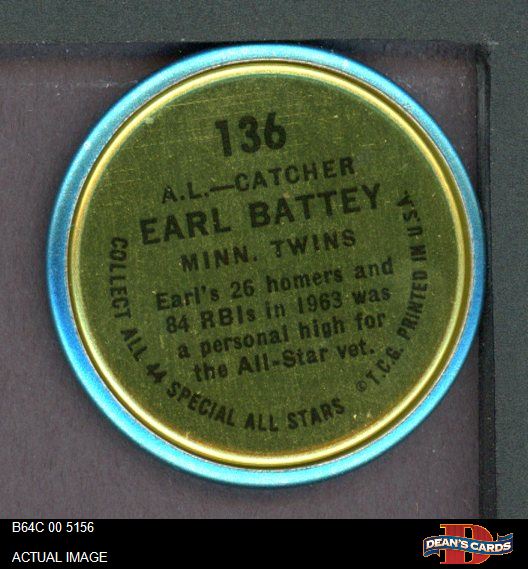 136
A.L.—CATCHER
EARL BATTEY
MINN. TWINS
Earl's 26 homers and
84 RBIs in 1963 was
a personal high for
the All-Star vet.
COLLECT ALL 44 SPECIAL ALL STARS
©T.C.G. PRINTED IN U.S.A.
B64C 00 5156
ACTUAL IMAGE
D
DEAN'S CARDS